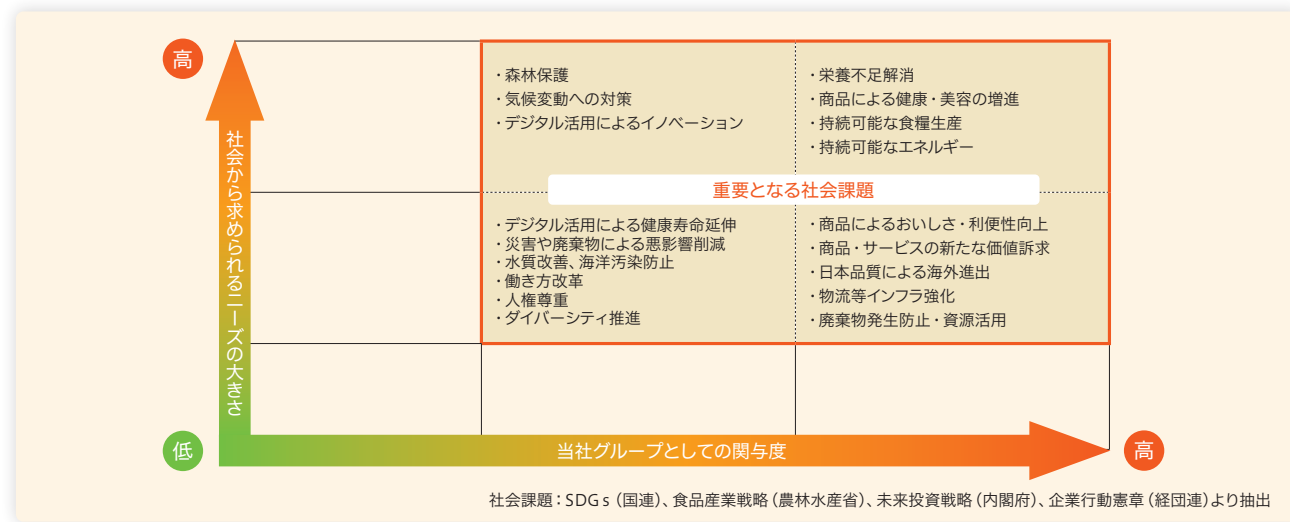 高
社会から求められるニーズの大きさ
・森林保護
・気候変動への対策
・デジタル活用によるイノベーション
・栄養不足解消
・商品による健康・美容の増進
・持続可能な食糧生産
・持続可能なエネルギー
重要となる社会課題
・デジタル活用による健康寿命延伸
・災害や廃棄物による悪影響削減
・水質改善、海洋汚染防止
・働き方改革
・人権尊重
・ダイバーシティ推進
・商品によるおいしさ・利便性向上
・商品・サービスの新たな価値訴求
・日本品質による海外進出
・物流等インフラ強化
・廃棄物発生防止・資源活用
低
当社グループとしての関与度
高
社会課題：SDGs（国連）、食品産業戦略（農林水産省）、未来投資戦略（内閣府）、企業行動憲章（経団連）より抽出